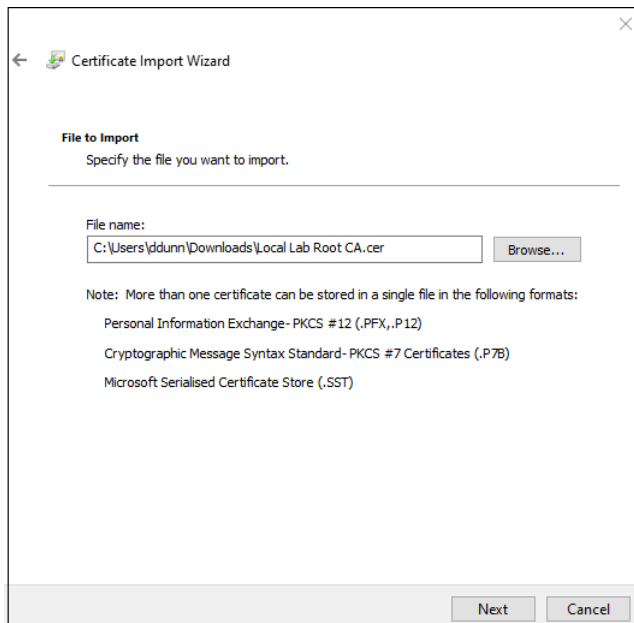 Certificate Import Wizard
File to Import
Specify the file you want to import.
File name:
C:\Users\ddunn\Downloads\Local Lab Root CA.cer
Browse...
Note: More than one certificate can be stored in a single file in the following formats:
Personal Information Exchange- PKCS #12 (.PFX,.P12)
Cryptographic Message Syntax Standard- PKCS #7 Certificates (.P7B)
Microsoft Serialised Certificate Store (.SST)
Next
Cancel